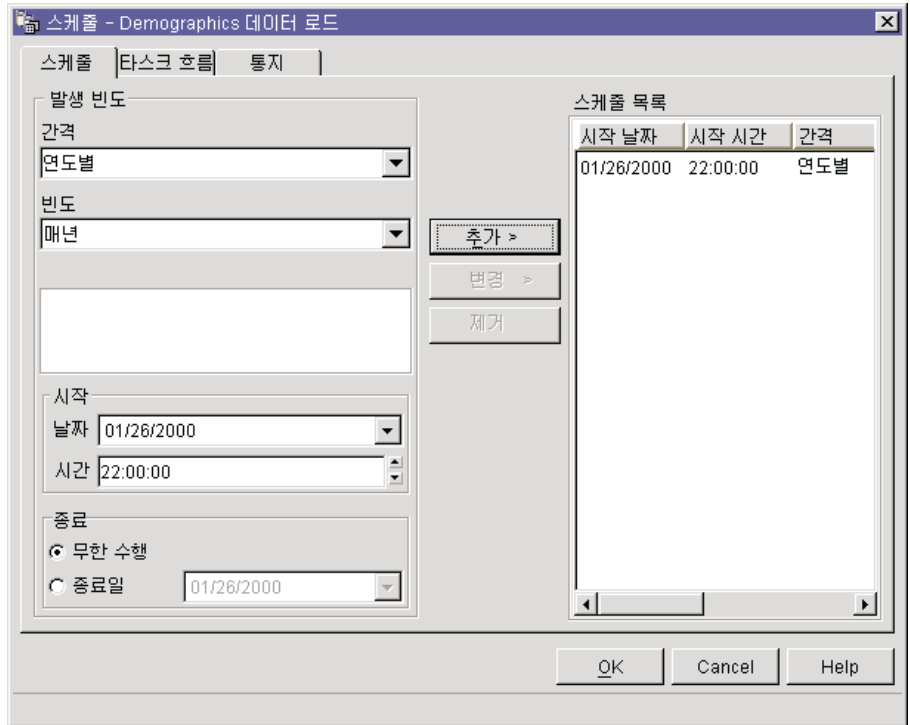 스케줄 - Demographics 데이터 로드
스케줄 타스크 흐름 통지
발생 빈도
간격
연도별
빈도
매년
시작
날짜 01/26/2000
시간 22:00:00
종료
무한 수행
종료일 01/26/2000
추가 >
변경 >
제거
스케줄 목록
시작 날짜 시작 시간 간격
01/26/2000 22:00:00 연도별
OK Cancel Help